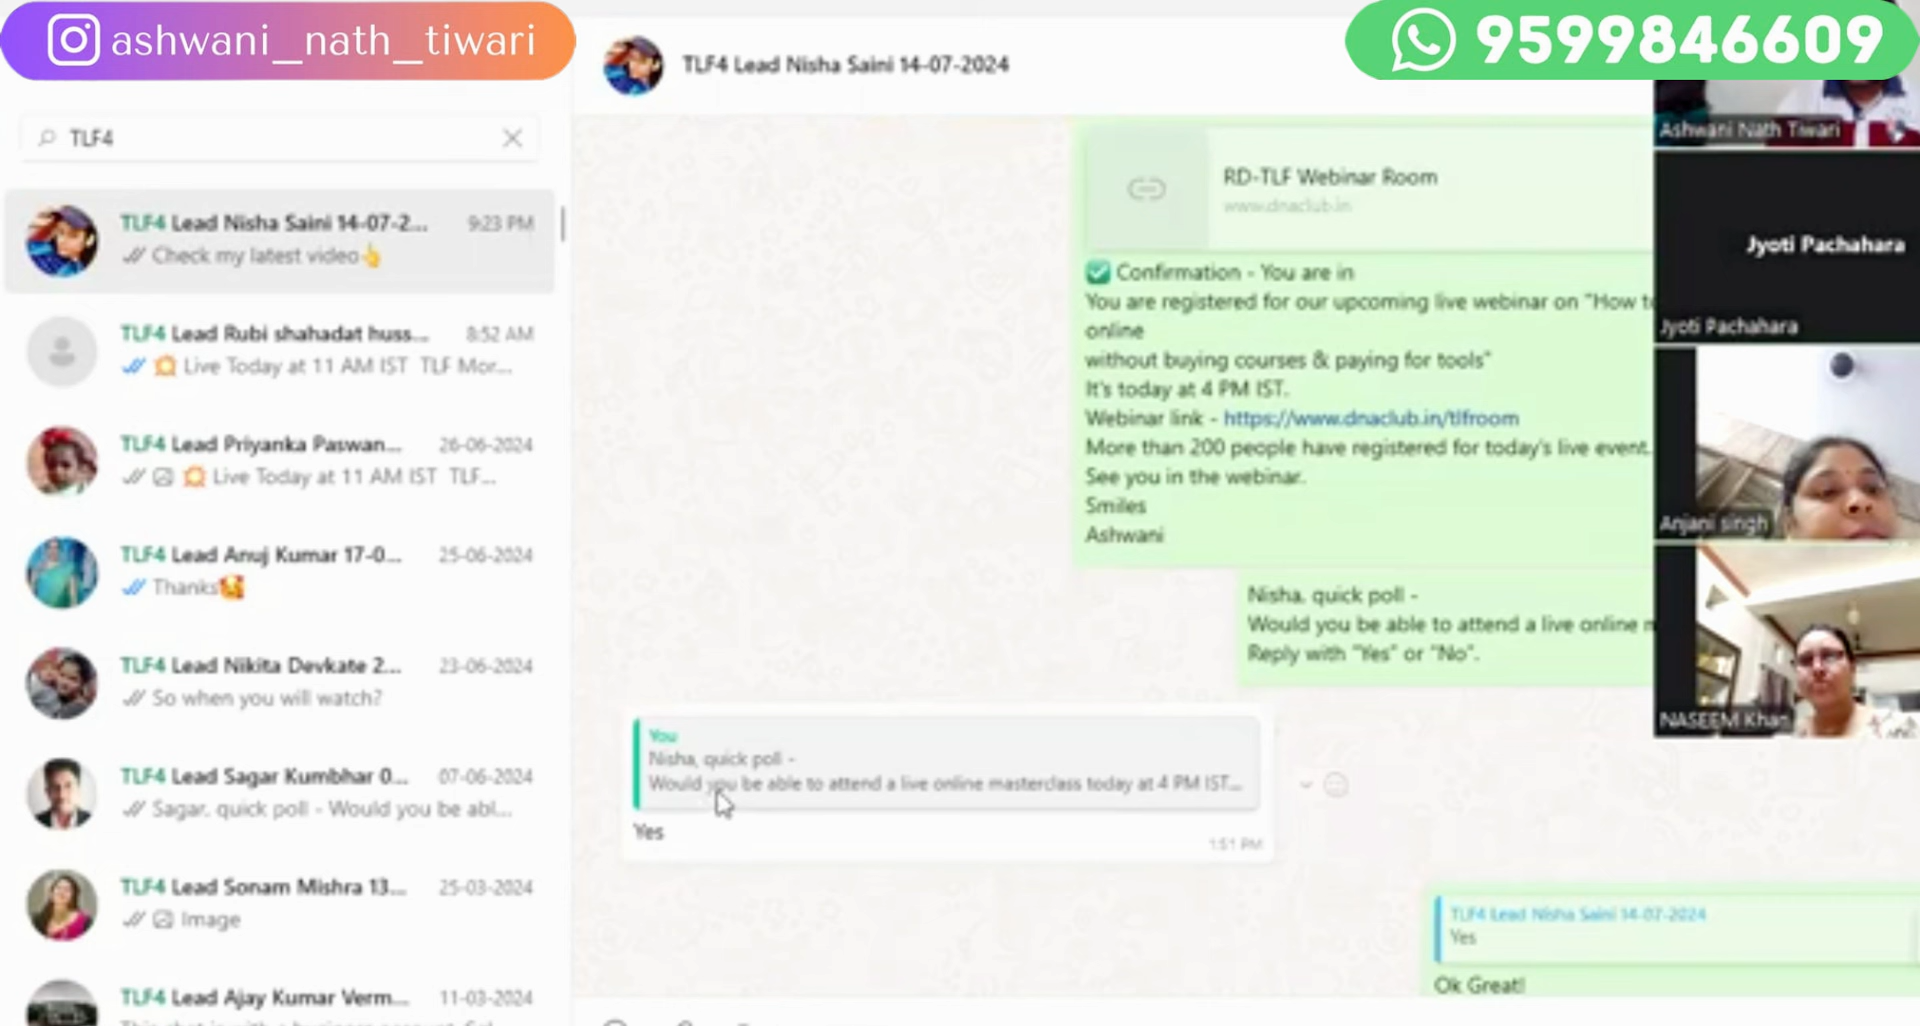 ashwani_nath_tiwari
9599846609
TLF4 Lead Nisha Saini 14-07-2024
TLF4
TLF4 Lead Nisha Saini 14-07-2... 9:23 PM
Check my latest video👆
TLF4 Lead Rubi shahadat huss... 8:52 AM
💥 Live Today at 11 AM IST TLF Mor...
TLF4 Lead Priyanka Paswan... 26-06-2024
💥 Live Today at 11 AM IST TLF...
TLF4 Lead Anuj Kumar 17-0... 25-06-2024
Thanks🥰
TLF4 Lead Nikita Devkate 2... 23-06-2024
So when you will watch?
TLF4 Lead Sagar Kumbhar 0... 07-06-2024
Sagar, quick poll - Would you be abl...
TLF4 Lead Sonam Mishra 13... 25-03-2024
Image
TLF4 Lead Ajay Kumar Verm... 11-03-2024
RD-TLF Webinar Room
www.dnaclub.in
✅ Confirmation - You are in
You are registered for our upcoming live webinar on "How
online
without buying courses & paying for tools"
It's today at 4 PM IST.
Webinar link - https://www.dnaclub.in/tlfroom
More than 200 people have registered for today's live event.
See you in the webinar.
Smiles
Ashwani
Nisha, quick poll -
Would you be able to attend a live online
Reply with "Yes" or "No".
You
Nisha, quick poll -
Would you be able to attend a live online masterclass today at 4 PM IST...
Yes
1:51 PM
TLF4 Lead Nisha Saini 14-07-2024
Yes
Ok Great!
Ashwani Nath Tiwari
Jyoti Pachahara
Jyoti Pachahara
Anjani singh
NASEEM Khan